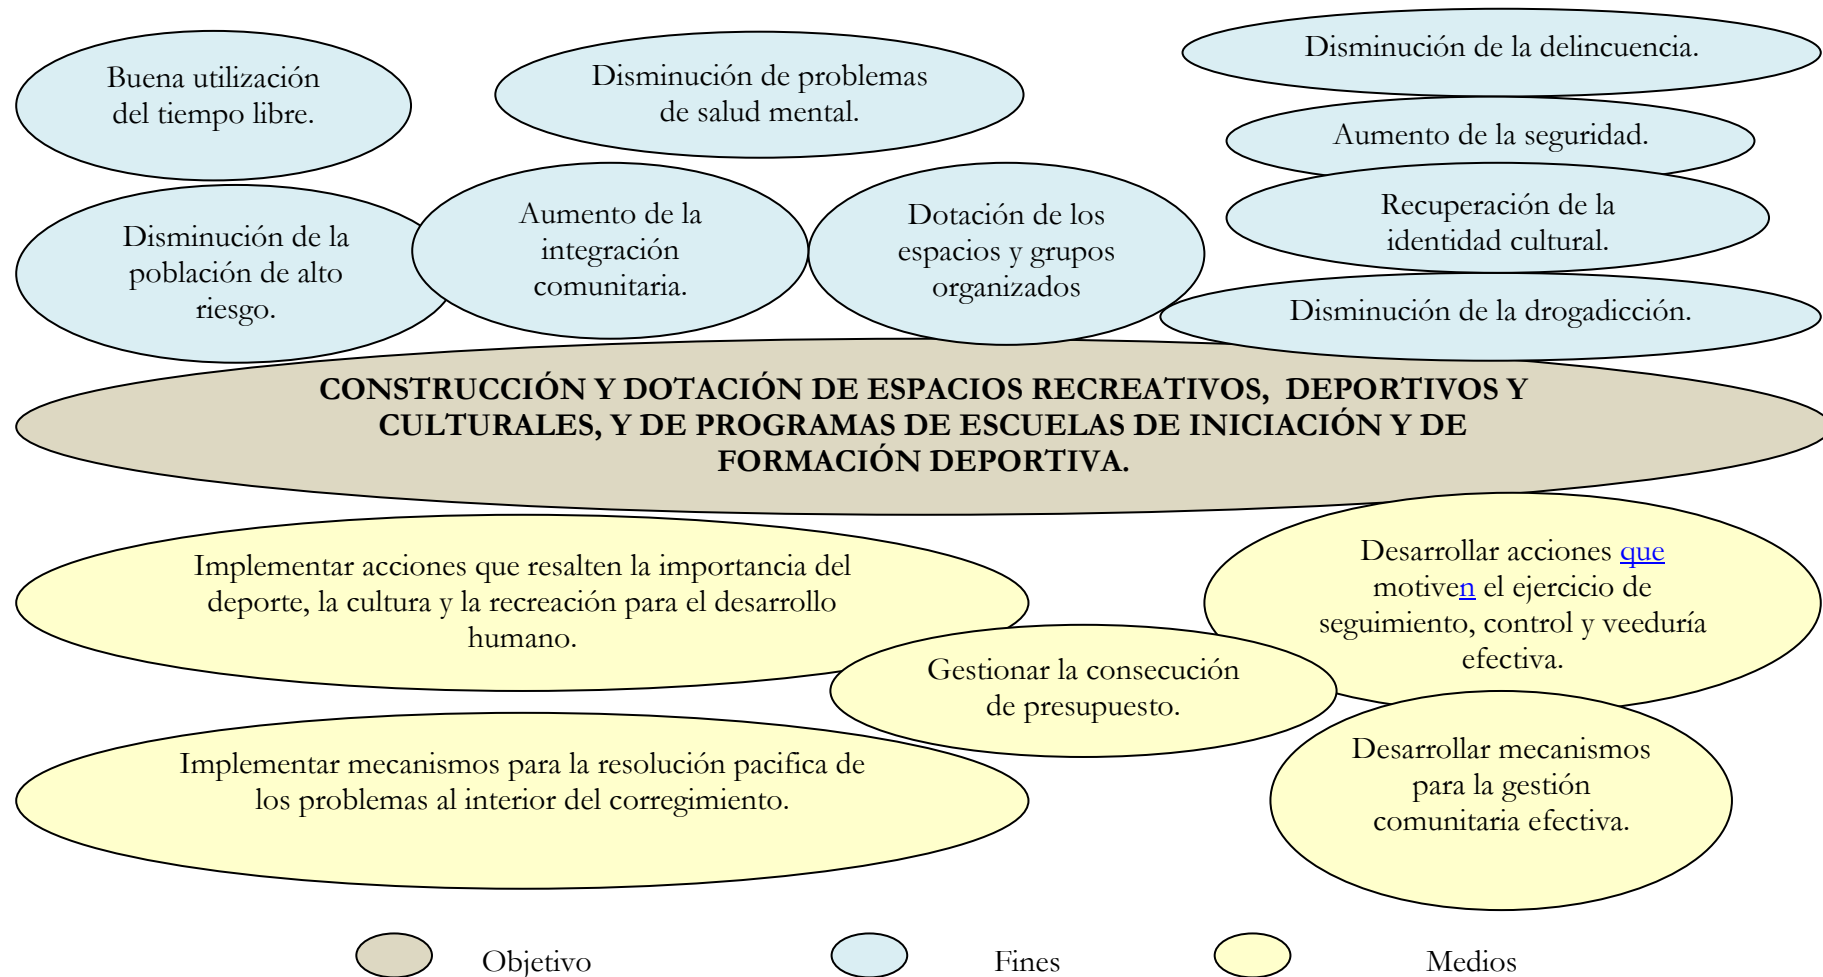 Buena utilización
del tiempo libre.
Disminución de problemas
de salud mental.
Disminución de la delincuencia.
Aumento de la seguridad.
Disminución de la
población de alto
riesgo.
Aumento de la
integración
comunitaria.
Dotación de los
espacios y grupos
organizados
Recuperación de la
identidad cultural.
Disminución de la drogadicción.
CONSTRUCCIÓN Y DOTACIÓN DE ESPACIOS RECREATIVOS, DEPORTIVOS Y
CULTURALES, Y DE PROGRAMAS DE ESCUELAS DE INICIACIÓN Y DE
FORMACIÓN DEPORTIVA.
Implementar acciones que resalten la importancia del
deporte, la cultura y la recreación para el desarrollo
humano.
Desarrollar acciones que
motiven el ejercicio de
seguimiento, control y veeduría
efectiva.
Gestionar la consecución
de presupuesto.
Implementar mecanismos para la resolución pacifica de
los problemas al interior del corregimiento.
Desarrollar mecanismos
para la gestión
comunitaria efectiva.
Objetivo
Fines
Medios